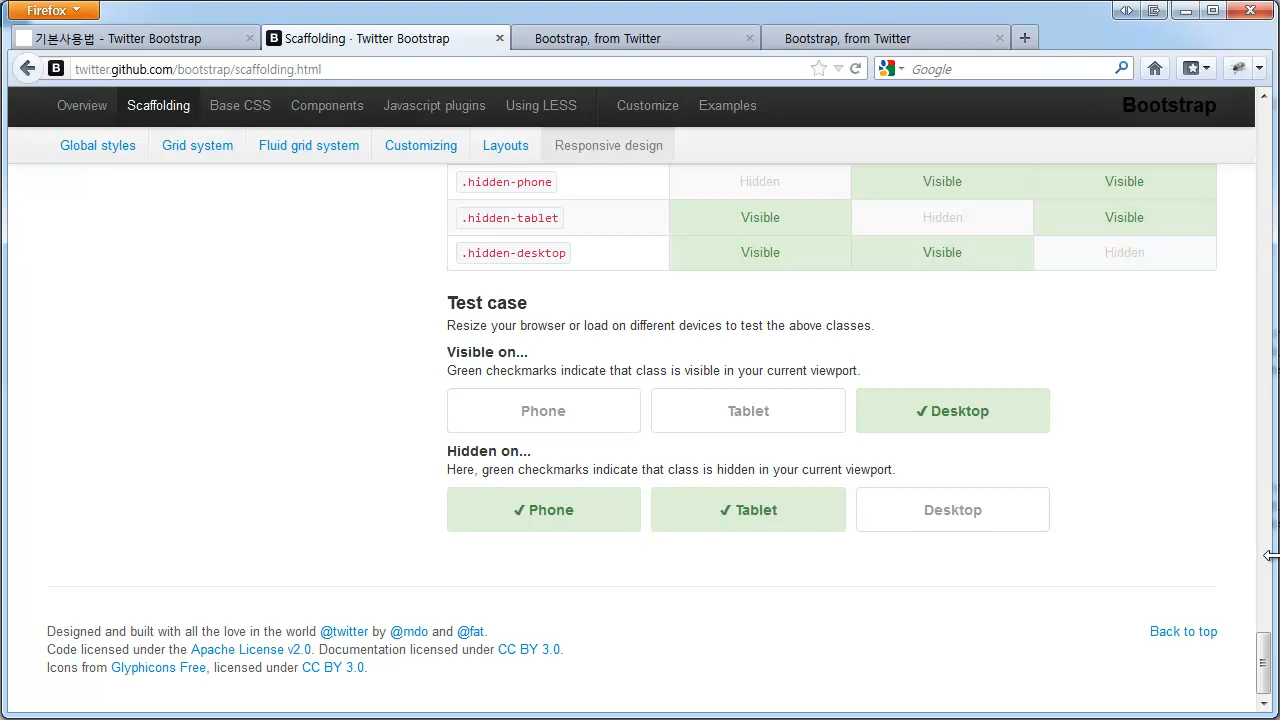 Firefox
기본사용법 - Twitter Bootstrap
B Scaffolding · Twitter Bootstrap
Bootstrap, from Twitter
Bootstrap, from Twitter
B twitter.github.com/bootstrap/scaffolding.html
Google
Overview Scaffolding Base CSS Components Javascript plugins Using LESS Customize Examples Bootstrap
Global styles Grid system Fluid grid system Customizing Layouts Responsive design
.hidden-phone Hidden Visible Visible
.hidden-tablet Visible Hidden Visible
.hidden-desktop Visible Visible Hidden
Test case
Resize your browser or load on different devices to test the above classes.
Visible on...
Green checkmarks indicate that class is visible in your current viewport.
Phone Tablet ✔ Desktop
Hidden on...
Here, green checkmarks indicate that class is hidden in your current viewport.
✔ Phone ✔ Tablet Desktop
Designed and built with all the love in the world @twitter by @mdo and @fat. Back to top
Code licensed under the Apache License v2.0. Documentation licensed under CC BY 3.0.
Icons from Glyphicons Free, licensed under CC BY 3.0.